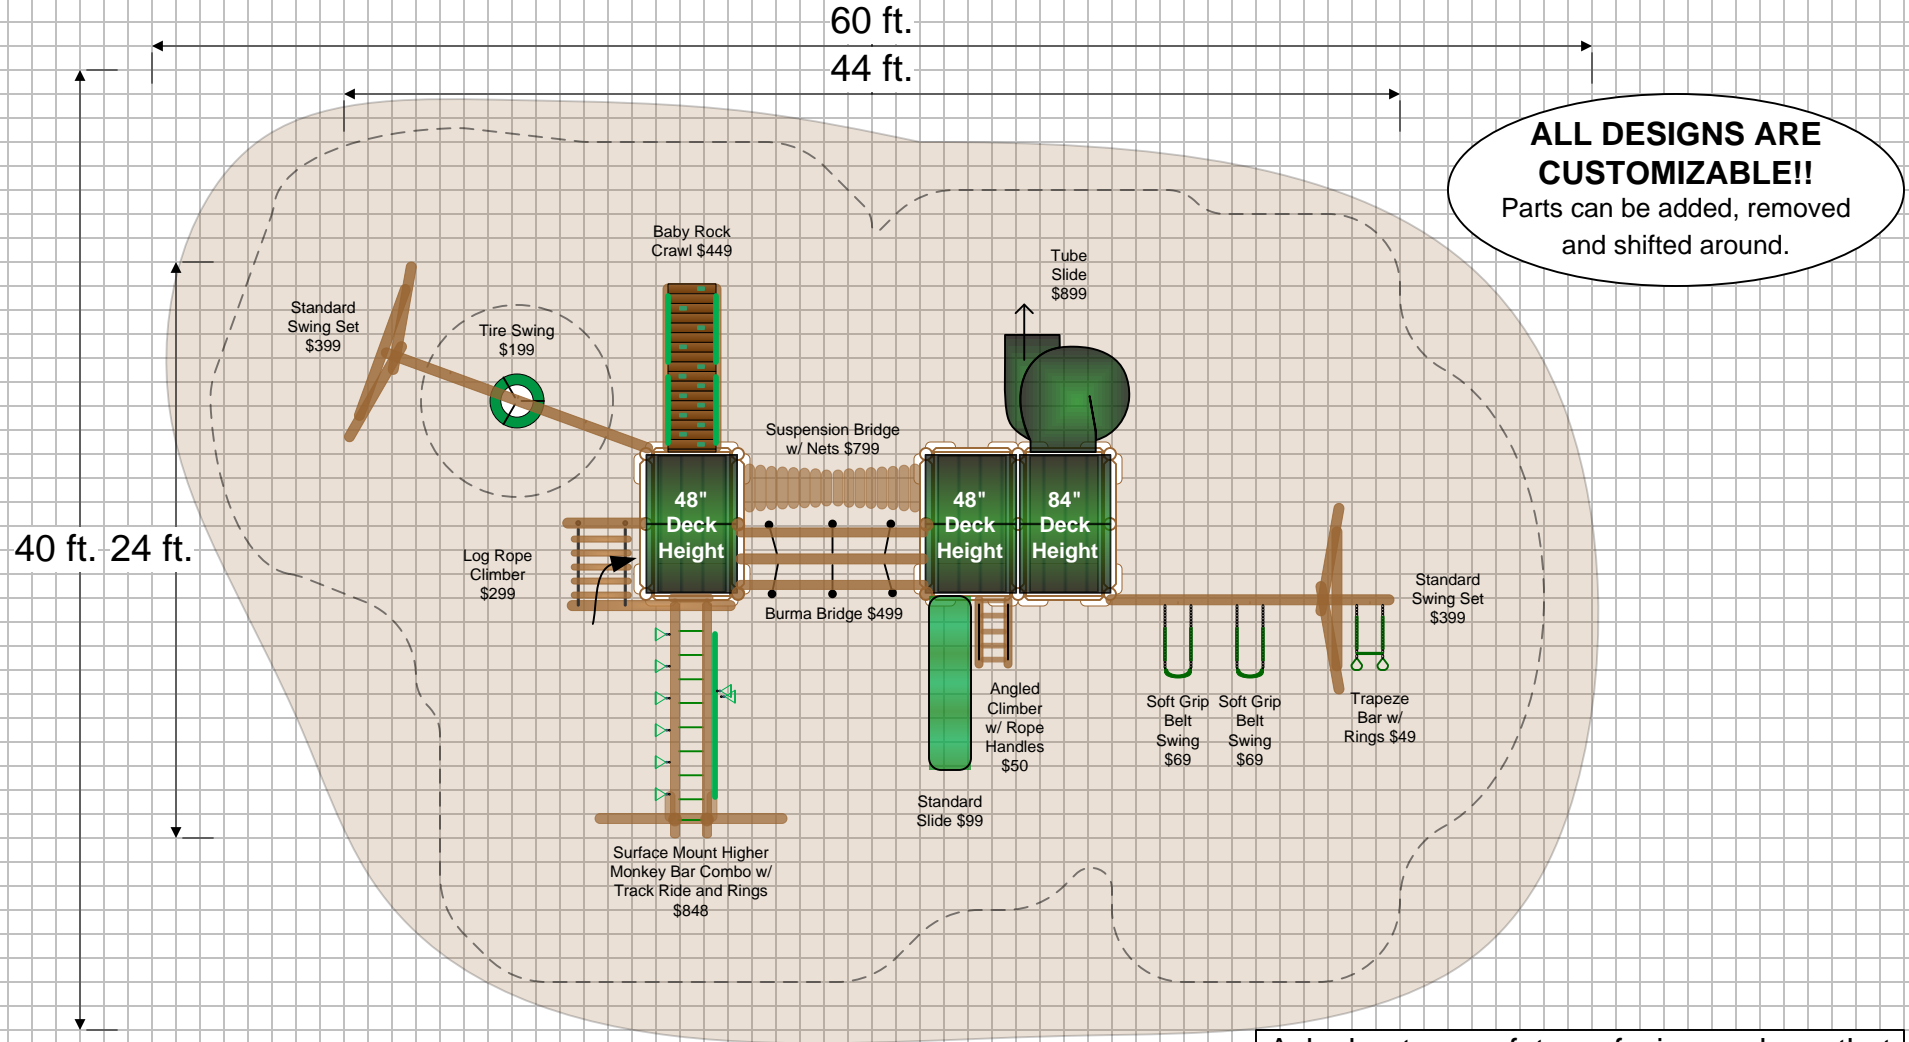 60 ft.
44 ft.
ALL DESIGNS ARE
CUSTOMIZABLE!!
Parts can be added, removed
and shifted around.
Baby Rock
Crawl $449
Tube
Slide
$899
Standard
Swing Set
$399
Tire Swing
$199
Suspension Bridge
w/ Nets $799
48"
Deck
Height
48"
Deck
Height
84"
Deck
Height
40 ft.
24 ft.
Log Rope
Climber
$299
Burma Bridge $499
Standard
Swing Set
$399
Angled
Climber
w/ Rope
Handles
$50
Soft Grip
Belt
Swing
$69
Soft Grip
Belt
Swing
$69
Trapeze
Bar w/
Rings $49
Standard
Slide $99
Surface Mount Higher
Monkey Bar Combo w/
Track Ride and Rings
$848